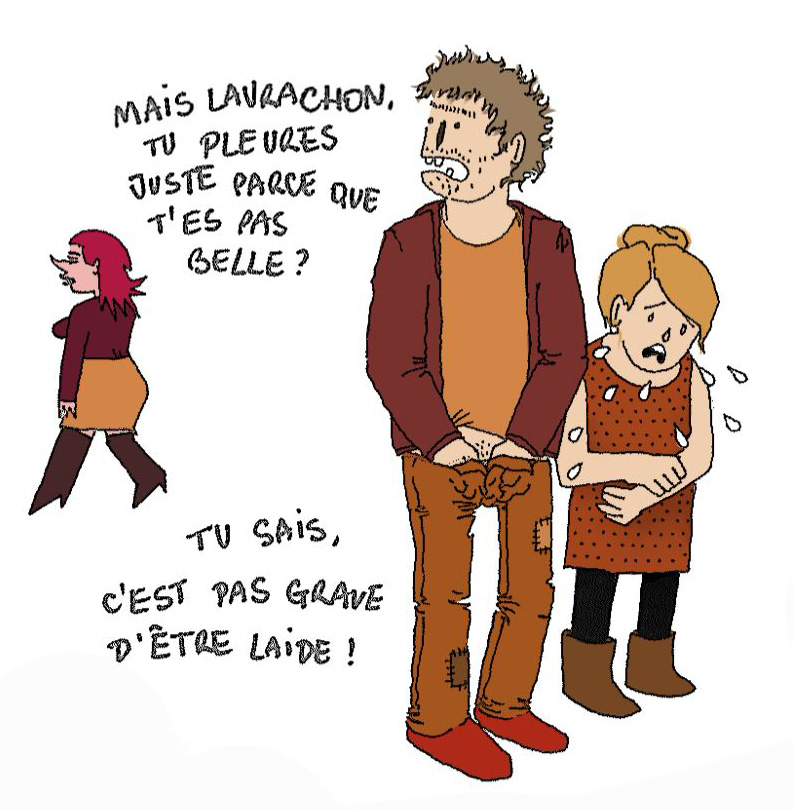 MAIS LAURACHON,
TU PLEURES
JUSTE PARCE QUE
T'ES PAS
BELLE ?
TU SAIS,
C'EST PAS GRAVE
D'ÊTRE LAIDE !